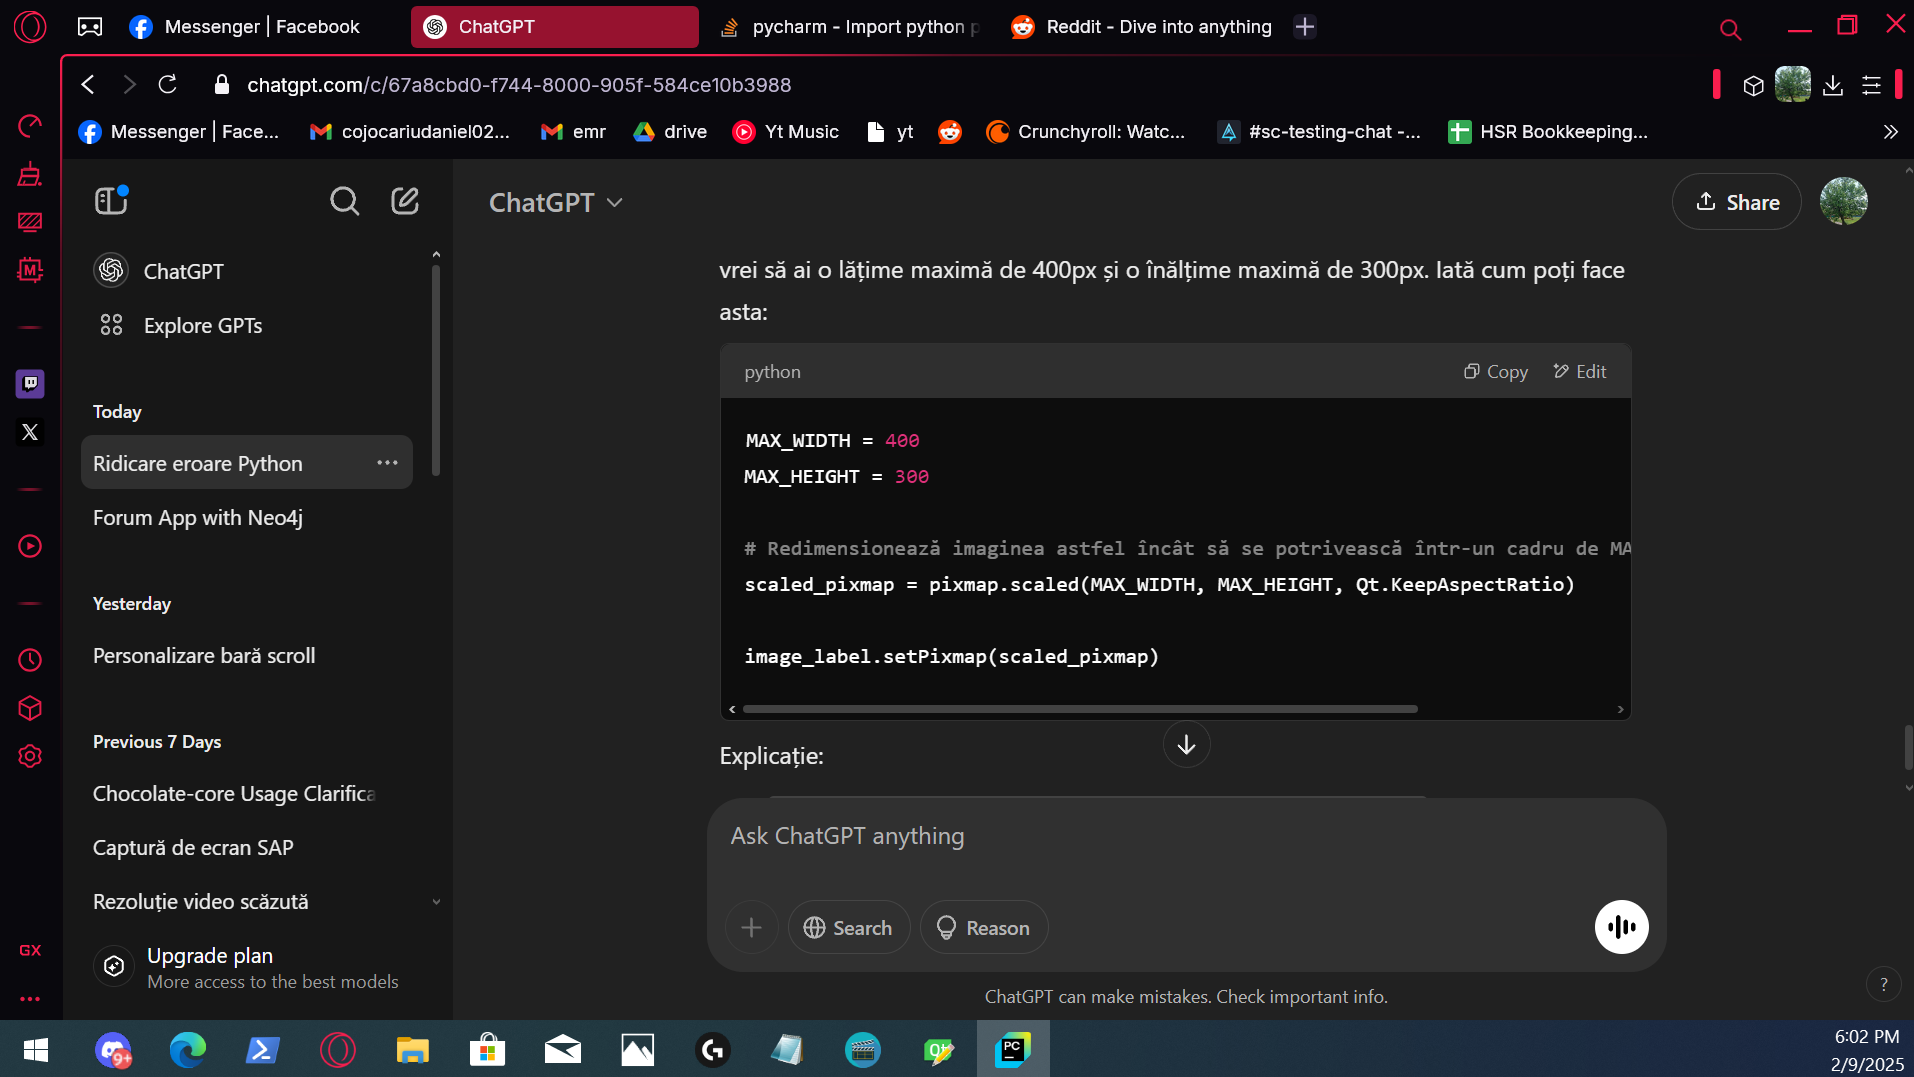 Messenger | Facebook
ChatGPT
pycharm - Import python
Reddit - Dive into anything
chatgpt.com/c/67a8cbd0-f744-8000-905f-584ce10b3988
Messenger | Face...
cojocariudaniel02...
emr
drive
Yt Music
yt
Crunchyroll: Watc...
#sc-testing-chat -...
HSR Bookkeeping...
ChatGPT
Share
ChatGPT
Explore GPTs
Today
Ridicare eroare Python
Forum App with Neo4j
Yesterday
Personalizare bară scroll
Previous 7 Days
Chocolate-core Usage Clarifica
Captură de ecran SAP
Rezoluție video scăzută
Upgrade plan
More access to the best models
GX
M
vrei să ai o lățime maximă de 400px și o înălțime maximă de 300px. Iată cum poți face
asta:
python
Copy
Edit
MAX_WIDTH = 400
MAX_HEIGHT = 300
# Redimensionează imaginea astfel încât să se potrivească într-un cadru de MA
scaled_pixmap = pixmap.scaled(MAX_WIDTH, MAX_HEIGHT, Qt.KeepAspectRatio)
image_label.setPixmap(scaled_pixmap)
Explicație:
Ask ChatGPT anything
Search
Reason
ChatGPT can make mistakes. Check important info.
?
9+
Qt
PC
6:02 PM
2/9/2025